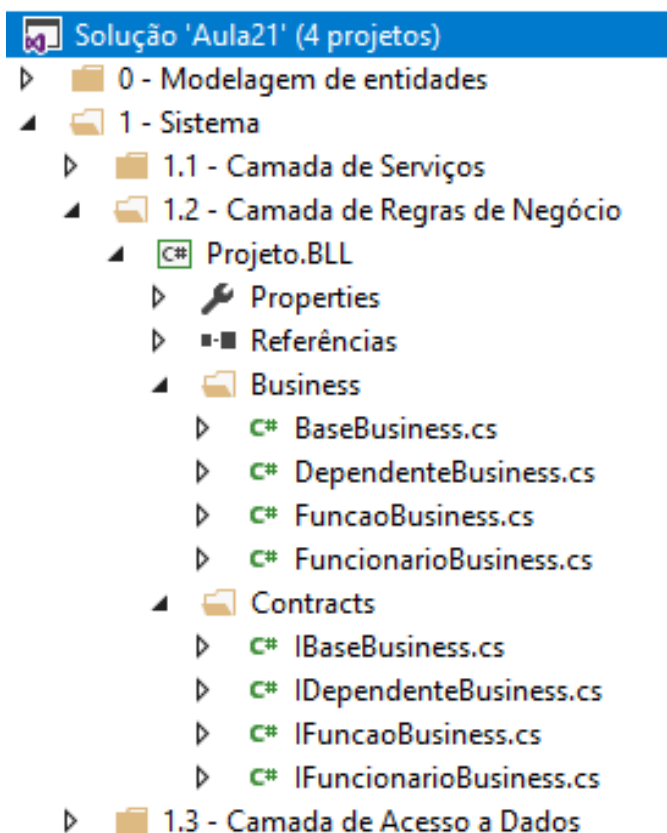 Solução 'Aula21' (4 projetos)
0 - Modelagem de entidades
1 - Sistema
1.1 - Camada de Serviços
1.2 - Camada de Regras de Negócio
C# Projeto.BLL
Properties
Referências
Business
C# BaseBusiness.cs
C# DependenteBusiness.cs
C# FuncaoBusiness.cs
C# FuncionarioBusiness.cs
Contracts
C# IBaseBusiness.cs
C# IDependenteBusiness.cs
C# IFuncaoBusiness.cs
C# IFuncionarioBusiness.cs
1.3 - Camada de Acesso a Dados